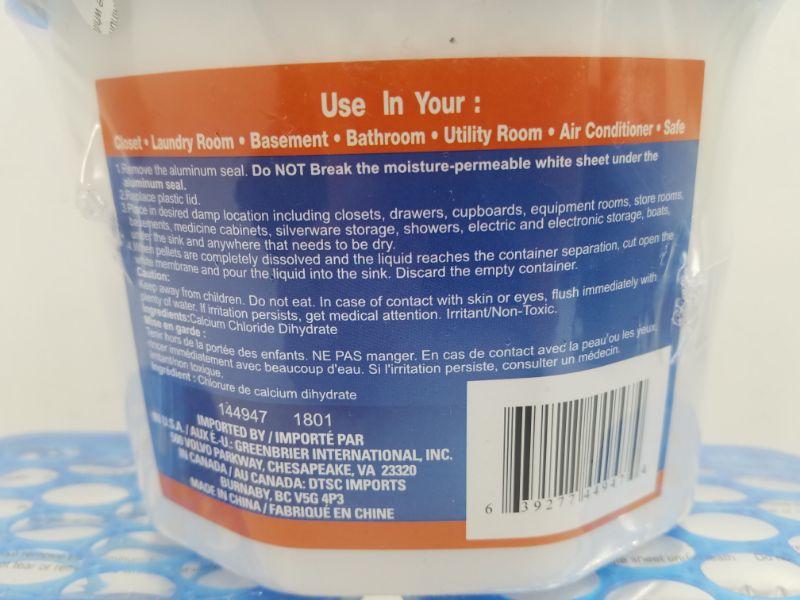 Use In Your :
Closet • Laundry Room • Basement • Bathroom • Utility Room • Air Conditioner • Safe
1.Remove the aluminum seal. Do NOT Break the moisture-permeable white sheet under the
aluminum seal.
2.Replace plastic lid.
3.Place in desired damp location including closets, drawers, cupboards, equipment rooms, store rooms,
basements, medicine cabinets, silverware storage, showers, electric and electronic storage, boats,
under the sink and anywhere that needs to be dry.
4.When pellets are completely dissolved and the liquid reaches the container separation, cut open the
white membrane and pour the liquid into the sink. Discard the empty container.
Caution:
Keep away from children. Do not eat. In case of contact with skin or eyes, flush immediately with
plenty of water. If irritation persists, get medical attention. Irritant/Non-Toxic.
Ingredients:Calcium Chloride Dihydrate
Mise en garde :
Tenir hors de la portée des enfants. NE PAS manger. En cas de contact avec la peau ou les yeux,
rincer immédiatement avec beaucoup d'eau. Si l'irritation persiste, consulter un médecin.
Irritant/non toxique.
Ingrédient : Chlorure de calcium dihydrate
144947 1801
IMPORTED BY / IMPORTÉ PAR
IN U.S.A. / AUX É.-U.: GREENBRIER INTERNATIONAL, INC.
500 VOLVO PARKWAY, CHESAPEAKE, VA 23320
IN CANADA / AU CANADA: DTSC IMPORTS
BURNABY, BC V5G 4P3
MADE IN CHINA / FABRIQUÉ EN CHINE
6 39277 44947 4